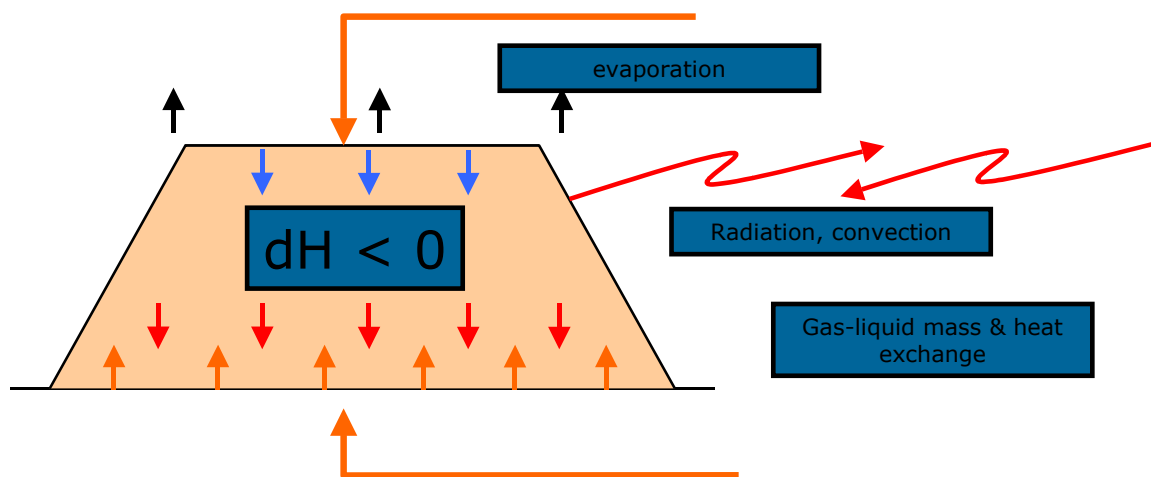 evaporation
dH < 0
Radiation, convection
Gas-liquid mass & heat
exchange